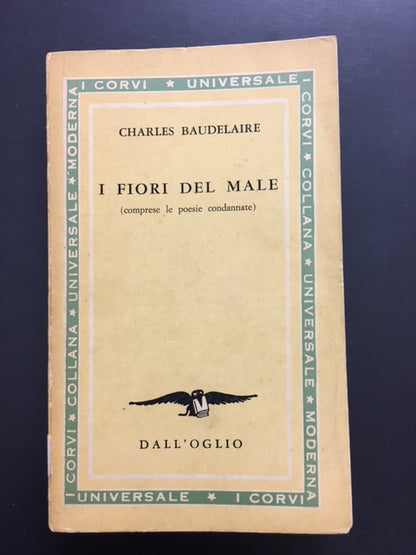 I CORVI ★ UNIVERSALE
I CORVI ★ COLLANA ★ UNIVERSALE ★ MODERNA
I CORVI ★ COLLANA ★ UNIVERSALE ★ MODERNA
CHARLES BAUDELAIRE
I FIORI DEL MALE
(comprese le poesie condannate)
DALL'OGLIO
UNIVERSALE ★ I CORVI